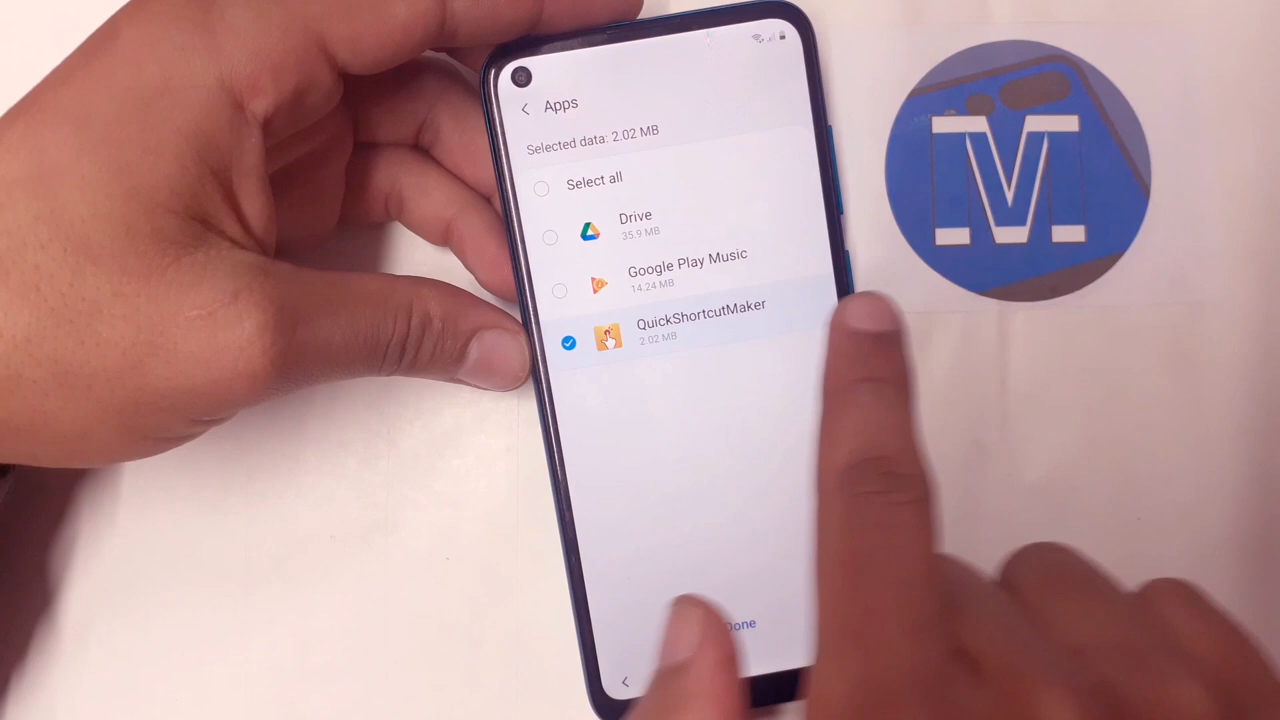 Apps
Selected data: 2.02 MB
Select all
Drive
35.9 MB
Google Play Music
14.24 MB
QuickShortcutMaker
2.02 MB
Done
M